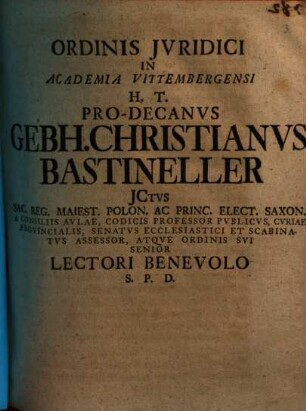 ORDINIS JVRIDICI
IN
ACADEMIA VITTEMBERGENSI
H. T.
PRO-DECANVS
GEBH. CHRISTIANVS
BASTINELLER
JCTVS
SAC. REG. MAIEST. POLON. AC PRINC. ELECT. SAXON.
A CONSILIIS AVLAE, CODICIS PROFESSOR PVBLICVS, CVRIAE
PROVINCIALIS, SENATVS ECCLESIASTICI ET SCABINA-
TVS ASSESSOR, ATQVE ORDINIS SVI
SENIOR
LECTORI BENEVOLO
S. P. D.